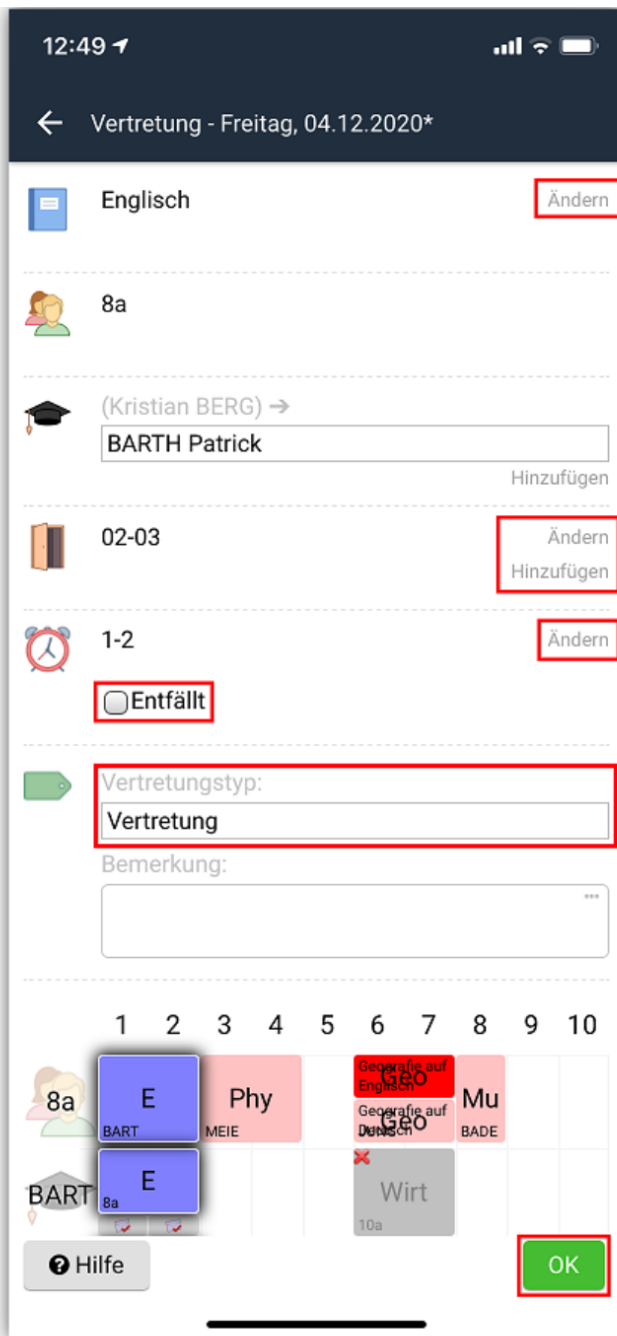 12:49
Vertretung - Freitag, 04.12.2020*
Englisch
Ändern
8a
(Kristian BERG) →
BARTH Patrick
Hinzufügen
02-03
Ändern
Hinzufügen
1-2
Ändern
Entfällt
Vertretungstyp:
Vertretung
Bemerkung:
1 2 3 4 5 6 7 8 9 10
8a
E
BART
Phy
MEIE
Geografie auf
Englisch
Geo
Geografie auf
Deutsch
Geo
Mu
BADE
BART
E
8a
Wirt
10a
Hilfe
OK